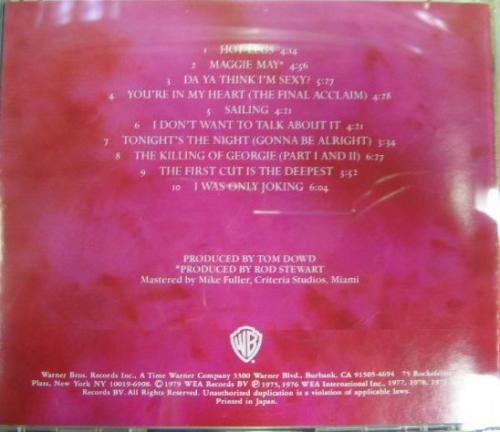 1 HOT LEGS 4:14
2 MAGGIE MAY* 4:56
3 DA YA THINK I'M SEXY? 5:27
4 YOU'RE IN MY HEART (THE FINAL ACCLAIM) 4:28
5 SAILING 4:21
6 I DON'T WANT TO TALK ABOUT IT 4:21
7 TONIGHT'S THE NIGHT (GONNA BE ALRIGHT) 3:34
8 THE KILLING OF GEORGIE (PART I AND II) 6:27
9 THE FIRST CUT IS THE DEEPEST 3:52
10 I WAS ONLY JOKING 6:04
PRODUCED BY TOM DOWD
*PRODUCED BY ROD STEWART
Mastered by Mike Fuller, Criteria Studios, Miami
WB
Warner Bros. Records Inc., A Time Warner Company 3300 Warner Blvd., Burbank, CA 91505-4694 75 Rockefeller
Plaza, New York NY 10019-6908. ©1979 WEA Records BV ℗ 1975, 1976 WEA International Inc., 1977, 1978,
Records BV. All Rights Reserved. Unauthorized duplication is a violation of applicable laws.
Printed in Japan.